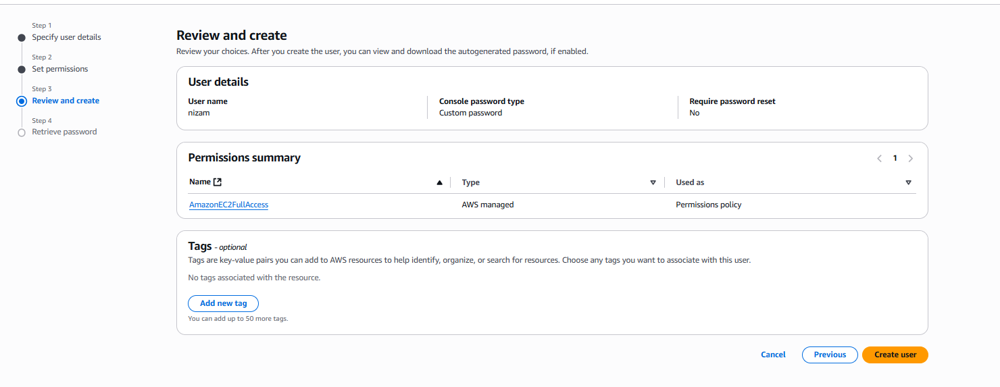 Step 1
Specify user details
Step 2
Set permissions
Step 3
Review and create
Step 4
Retrieve password
Review and create
Review your choices. After you create the user, you can view and download the autogenerated password, if enabled.
User details
User name
nizam
Console password type
Custom password
Require password reset
No
Permissions summary
1
Name Type Used as
AmazonEC2FullAccess AWS managed Permissions policy
Tags - optional
Tags are key-value pairs you can add to AWS resources to help identify, organize, or search for resources. Choose any tags you want to associate with this user.
No tags associated with the resource.
Add new tag
You can add up to 50 more tags.
Cancel Previous Create user